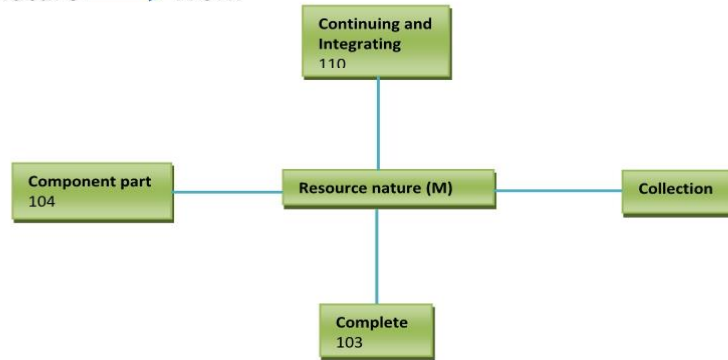 Continuing and
Integrating
110
Component part
104
Resource nature (M)
Collection
Complete
103